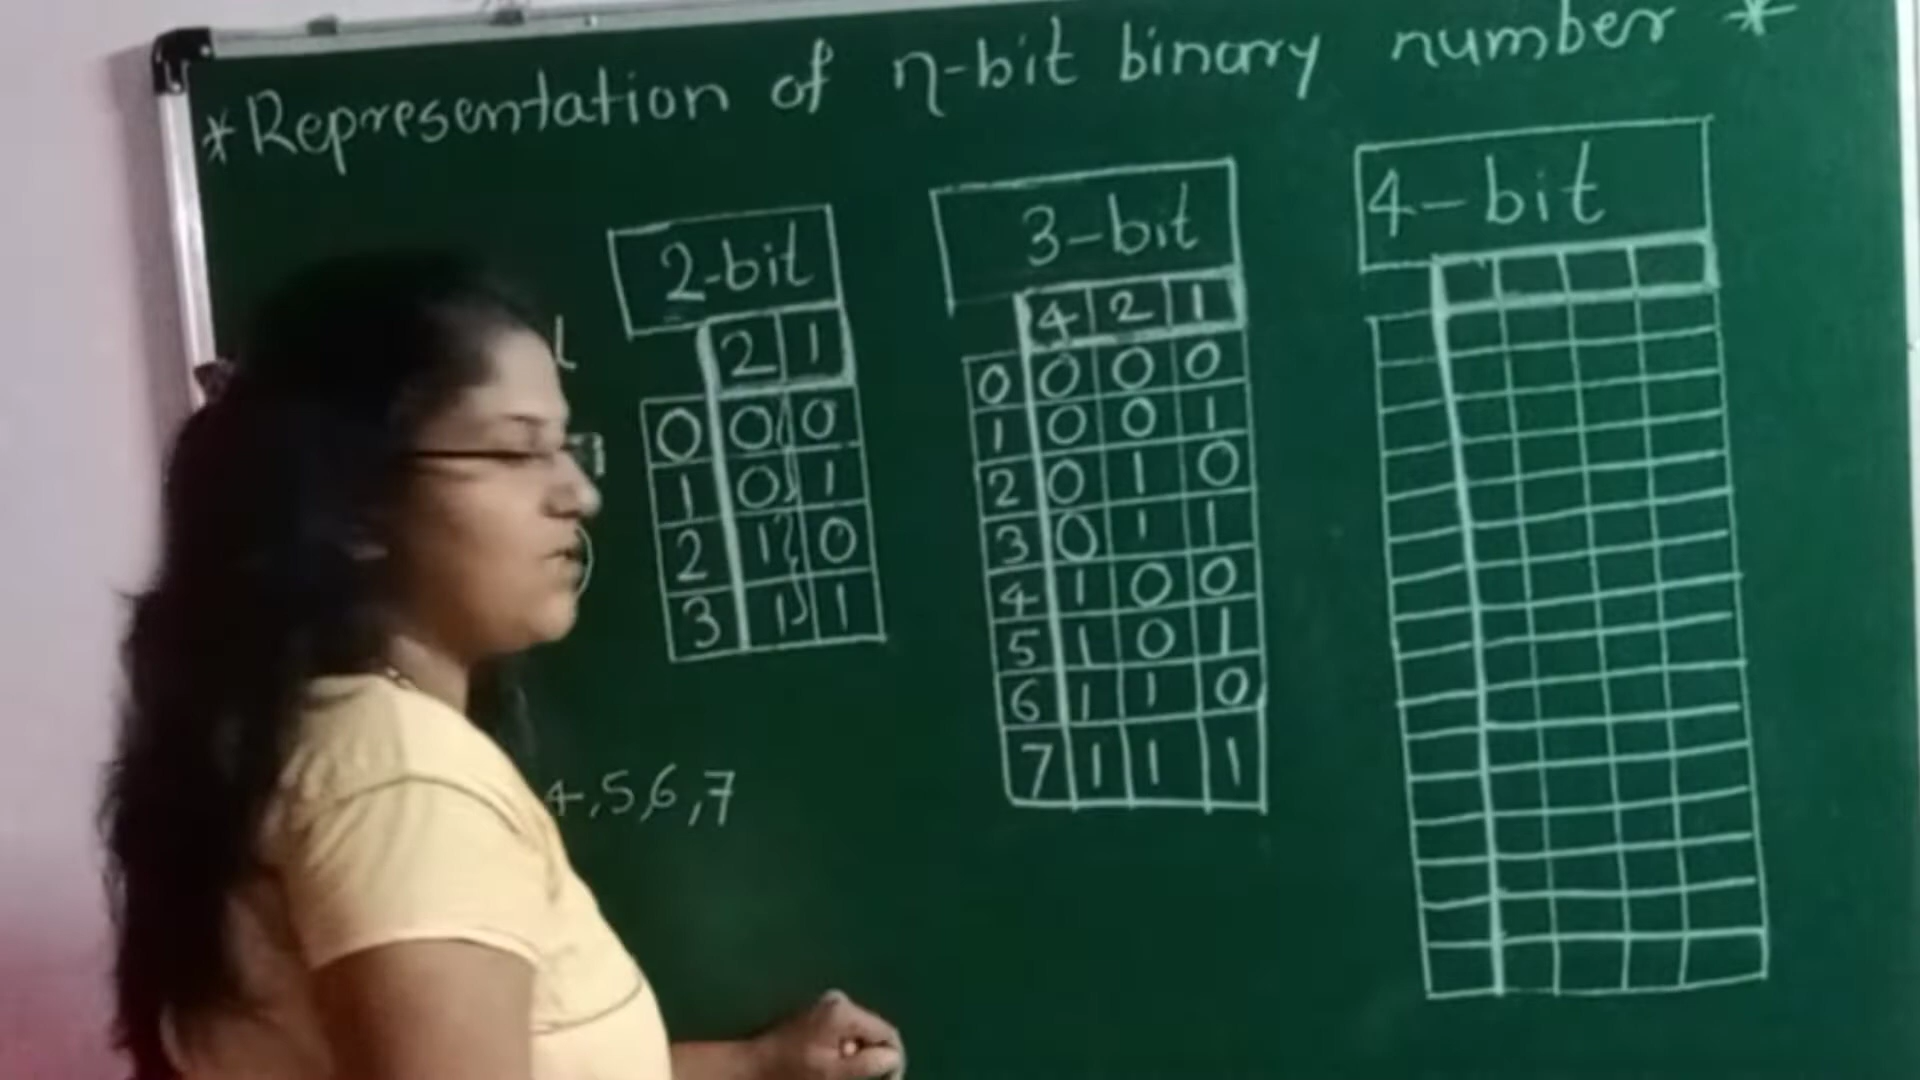 *Representation of n-bit binary number *
2-bit
2 1
0 0 0
1 0 1
2 1 0
3 1 1
3-bit
4 2 1
0 0 0 0
1 0 0 1
2 0 1 0
3 0 1 1
4 1 0 0
5 1 0 1
6 1 1 0
7 1 1 1
4-bit
4,5,6,7